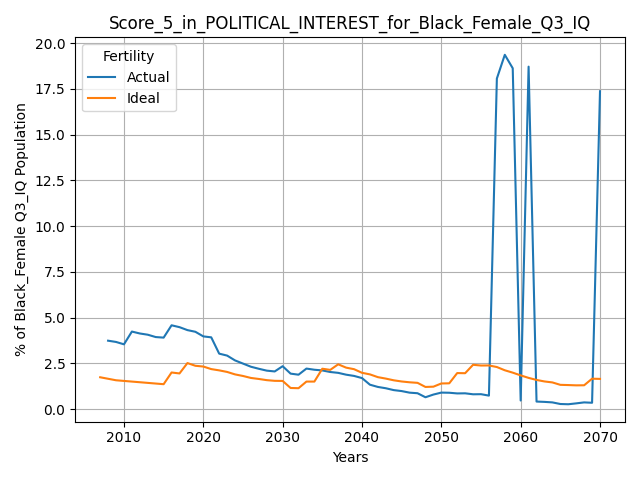 Score_5_in_POLITICAL_INTEREST_for_Black_Female_Q3_IQ
Fertility
Actual
Ideal
% of Black_Female Q3_IQ Population
20.0
17.5
15.0
12.5
10.0
7.5
5.0
2.5
0.0
2010 2020 2030 2040 2050 2060 2070
Years